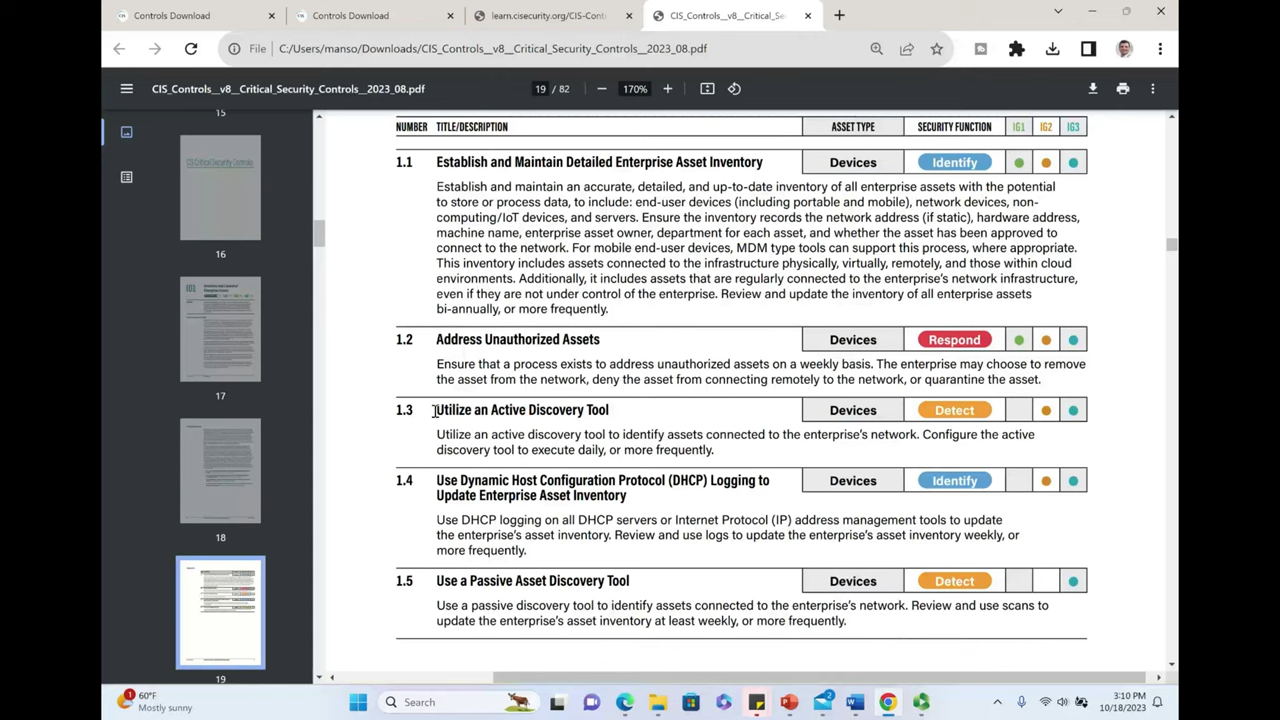 Controls Download
Controls Download
learn.cisecurity.org/CIS-Cont
CIS_Controls__v8__Critical_Se
File
C:/Users/manso/Downloads/CIS_Controls__v8__Critical_Security_Controls__2023_08.pdf
CIS_Controls__v8__Critical_Security_Controls__2023_08.pdf
19 / 82
170%
15
CIS Critical Security Controls
16
17
18
19
NUMBER TITLE/DESCRIPTION ASSET TYPE SECURITY FUNCTION IG1 IG2 IG3
1.1 Establish and Maintain Detailed Enterprise Asset Inventory Devices Identify
Establish and maintain an accurate, detailed, and up-to-date inventory of all enterprise assets with the potential
to store or process data, to include: end-user devices (including portable and mobile), network devices, non-
computing/IoT devices, and servers. Ensure the inventory records the network address (if static), hardware address,
machine name, enterprise asset owner, department for each asset, and whether the asset has been approved to
connect to the network. For mobile end-user devices, MDM type tools can support this process, where appropriate.
This inventory includes assets connected to the infrastructure physically, virtually, remotely, and those within cloud
environments. Additionally, it includes assets that are regularly connected to the enterprise's network infrastructure,
even if they are not under control of the enterprise. Review and update the inventory of all enterprise assets
bi-annually, or more frequently.
1.2 Address Unauthorized Assets Devices Respond
Ensure that a process exists to address unauthorized assets on a weekly basis. The enterprise may choose to remove
the asset from the network, deny the asset from connecting remotely to the network, or quarantine the asset.
1.3 Utilize an Active Discovery Tool Devices Detect
Utilize an active discovery tool to identify assets connected to the enterprise's network. Configure the active
discovery tool to execute daily, or more frequently.
1.4 Use Dynamic Host Configuration Protocol (DHCP) Logging to Devices Identify
Update Enterprise Asset Inventory
Use DHCP logging on all DHCP servers or Internet Protocol (IP) address management tools to update
the enterprise's asset inventory. Review and use logs to update the enterprise's asset inventory weekly, or
more frequently.
1.5 Use a Passive Asset Discovery Tool Devices Detect
Use a passive discovery tool to identify assets connected to the enterprise's network. Review and use scans to
update the enterprise's asset inventory at least weekly, or more frequently.
1
60°F
Mostly sunny
Search
2
3:10 PM
10/18/2023